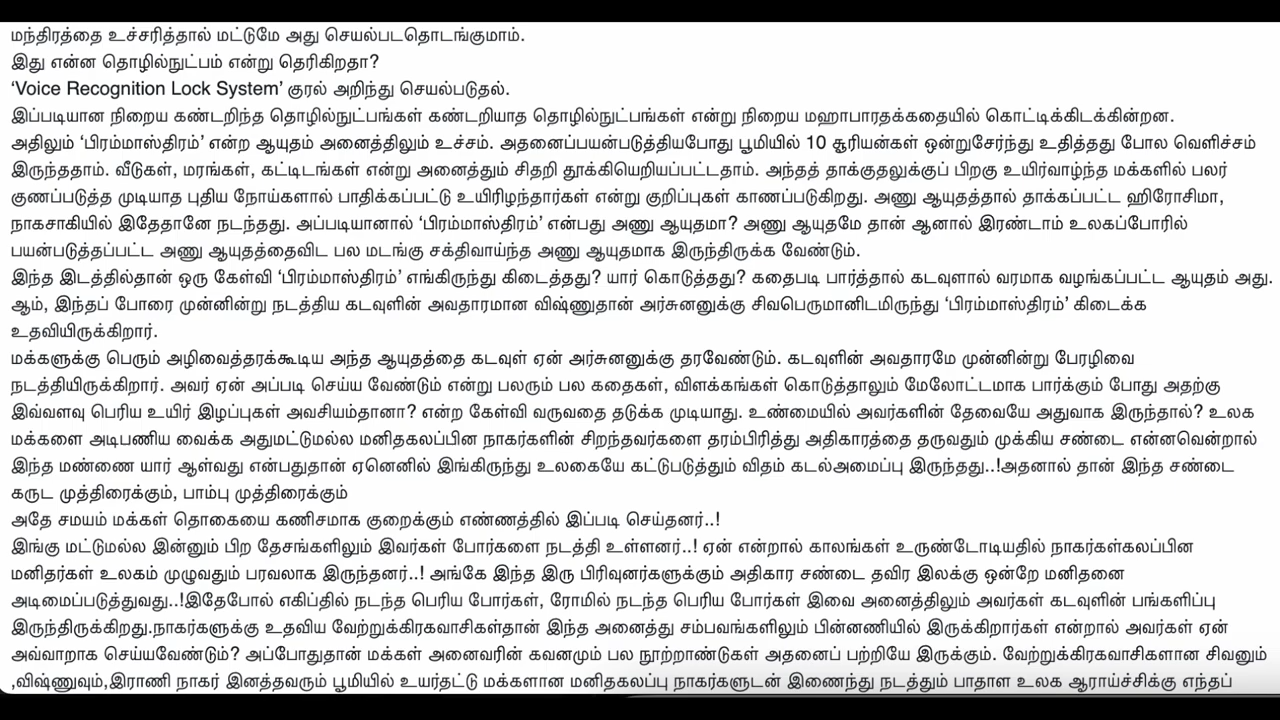 மந்திரத்தை உச்சரித்தால் மட்டுமே அது செயல்படதொடங்குமாம்.
இது என்ன தொழில்நுட்பம் என்று தெரிகிறதா?
‘Voice Recognition Lock System’ குரல் அறிந்து செயல்படுதல்.
இப்படியான நிறைய கண்டறிந்த தொழில்நுட்பங்கள் கண்டறியாத தொழில்நுட்பங்கள் என்று நிறைய மஹாபாரதக்கதையில் கொட்டிக்கிடக்கின்றன.
அதிலும் ‘பிரம்மாஸ்திரம்’ என்ற ஆயுதம் அனைத்திலும் உச்சம். அதனைப்பயன்படுத்தியபோது பூமியில் 10 சூரியன்கள் ஒன்றுசேர்ந்து உதித்தது போல வெளிச்சம்
இருந்ததாம். வீடுகள், மரங்கள், கட்டிடங்கள் என்று அனைத்தும் சிதறி தூக்கியெறியப்பட்டதாம். அந்தத் தாக்குதலுக்குப் பிறகு உயிர்வாழ்ந்த மக்களில் பலர்
குணப்படுத்த முடியாத புதிய நோய்களால் பாதிக்கப்பட்டு உயிரிழந்தார்கள் என்று குறிப்புகள் காணப்படுகிறது. அணு ஆயுதத்தால் தாக்கப்பட்ட ஹிரோசிமா,
நாகசாகியில் இதேதானே நடந்தது. அப்படியானால் ‘பிரம்மாஸ்திரம்’ என்பது அணு ஆயுதமா? அணு ஆயுதமே தான் ஆனால் இரண்டாம் உலகப்போரில்
பயன்படுத்தப்பட்ட அணு ஆயுதத்தைவிட பல மடங்கு சக்திவாய்ந்த அணு ஆயுதமாக இருந்திருக்க வேண்டும்.
இந்த இடத்தில்தான் ஒரு கேள்வி ‘பிரம்மாஸ்திரம்’ எங்கிருந்து கிடைத்தது? யார் கொடுத்தது? கதைபடி பார்த்தால் கடவுளால் வரமாக வழங்கப்பட்ட ஆயுதம் அது.
ஆம், இந்தப் போரை முன்னின்று நடத்திய கடவுளின் அவதாரமான விஷ்ணுதான் அர்சுனனுக்கு சிவபெருமானிடமிருந்து ‘பிரம்மாஸ்திரம்’ கிடைக்க
உதவியிருக்கிறார்.
மக்களுக்கு பெரும் அழிவைத்தரக்கூடிய அந்த ஆயுதத்தை கடவுள் ஏன் அர்சுனனுக்கு தரவேண்டும். கடவுளின் அவதாரமே முன்னின்று பேரழிவை
நடத்தியிருக்கிறார். அவர் ஏன் அப்படி செய்ய வேண்டும் என்று பலரும் பல கதைகள், விளக்கங்கள் கொடுத்தாலும் மேலோட்டமாக பார்க்கும் போது அதற்கு
இவ்வளவு பெரிய உயிர் இழப்புகள் அவசியம்தானா? என்ற கேள்வி வருவதை தடுக்க முடியாது. உண்மையில் அவர்களின் தேவையே அதுவாக இருந்தால்? உலக
மக்களை அடிபணிய வைக்க அதுமட்டுமல்ல மனிதகலப்பின நாகர்களின் சிறந்தவர்களை தரம்பிரித்து அதிகாரத்தை தருவதும் முக்கிய சண்டை என்னவென்றால்
இந்த மண்ணை யார் ஆள்வது என்பதுதான் ஏனெனில் இங்கிருந்து உலகையே கட்டுபடுத்தும் விதம் கடல்அமைப்பு இருந்தது..!அதனால் தான் இந்த சண்டை
கருட முத்திரைக்கும், பாம்பு முத்திரைக்கும்
அதே சமயம் மக்கள் தொகையை கணிசமாக குறைக்கும் எண்ணத்தில் இப்படி செய்தனர்..!
இங்கு மட்டுமல்ல இன்னும் பிற தேசங்களிலும் இவர்கள் போர்களை நடத்தி உள்ளனர்..! ஏன் என்றால் காலங்கள் உருண்டோடியதில் நாகர்கள்கலப்பின
மனிதர்கள் உலகம் முழுவதும் பரவலாக இருந்தனர்..! அங்கே இந்த இரு பிரிவுனர்களுக்கும் அதிகார சண்டை தவிர இலக்கு ஒன்றே மனிதனை
அடிமைப்படுத்துவது..!இதேபோல் எகிப்தில் நடந்த பெரிய போர்கள், ரோமில் நடந்த பெரிய போர்கள் இவை அனைத்திலும் அவர்கள் கடவுளின் பங்களிப்பு
இருந்திருக்கிறது.நாகர்களுக்கு உதவிய வேற்றுக்கிரகவாசிகள்தான் இந்த அனைத்து சம்பவங்களிலும் பின்னணியில் இருக்கிறார்கள் என்றால் அவர்கள் ஏன்
அவ்வாறாக செய்யவேண்டும்? அப்போதுதான் மக்கள் அனைவரின் கவனமும் பல நூற்றாண்டுகள் அதனைப் பற்றியே இருக்கும். வேற்றுக்கிரகவாசிகளான சிவனும்
,விஷ்ணுவும்,இராணி நாகர் இனத்தவரும் பூமியில் உயர்தட்டு மக்களான மனிதகலப்பு நாகர்களுடன் இணைந்து நடத்தும் பாதாள உலக ஆராய்ச்சிக்கு எந்தப்